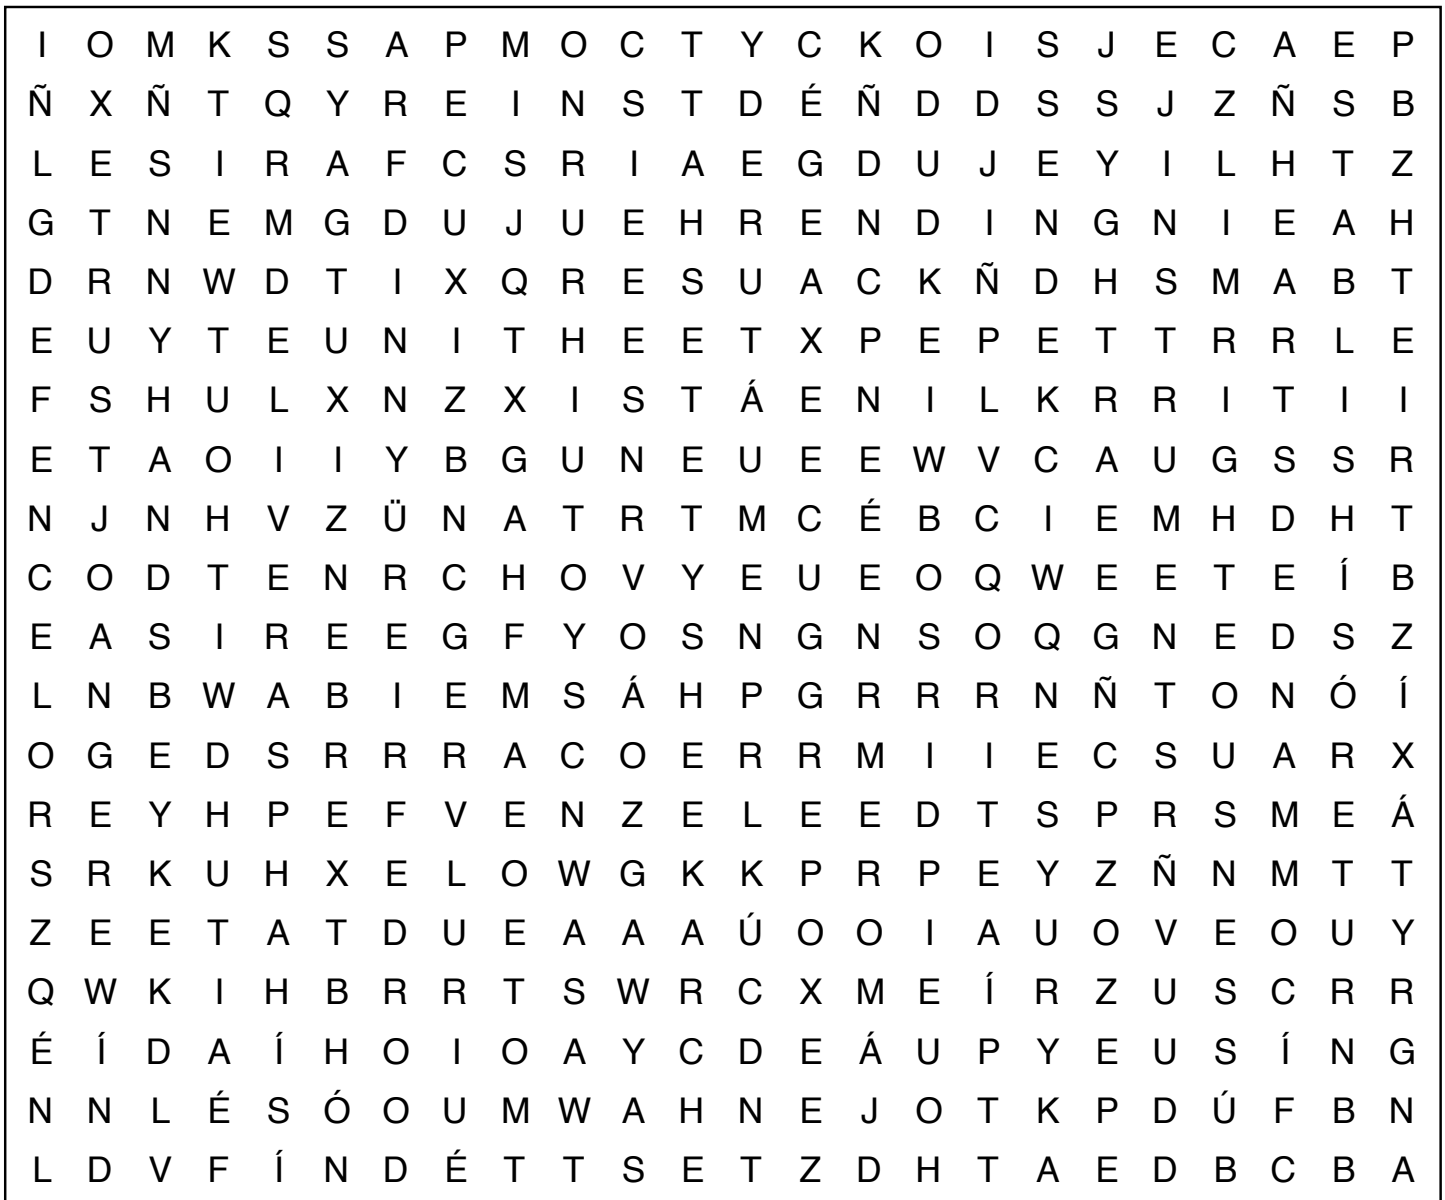 I O M K S S A P M O C T Y C K O I S J E C A E P
Ñ X Ñ T Q Y R E I N S T D É Ñ D D S S J Z Ñ S B
L E S I R A F C S R I A E G D U J E Y I L H T Z
G T N E M G D U J U E H R E N D I N G N I E A H
D R N W D T I X Q R E S U A C K Ñ D H S M A B T
E U Y T E U N I T H E E T X P E P E T T R R L E
F S H U L X N Z X I S T Á E N I L K R R I T I I
E T A O I I Y B G U N E U E E W V C A U G S S R
N J N H V Z Ü N A T R T M C É B C I E M H D H T
C O D T E N R C H O V Y E U E O Q W E E T E Í B
E A S I R E E G F Y O S N G N S O Q G N E D S Z
L N B W A B I E M S Á H P G R R R N Ñ T O N Ó Í
O G E D S R R R A C O E R R M I I E C S U A R X
R E Y H P E F V E N Z E L E E D T S P R S M E Á
S R K U H X E L O W G K K P R P E Y Z Ñ N M T T
Z E E T A T D U E A A A Ú O O I A U O V E O U Y
Q W K I H B R R T S W R C X M E Í R Z U S C R R
É Í D A Í H O I O A Y C D E Á U P Y E U S Í N G
N N L É S Ó O U M W A H N E J O T K P D Ú F B N
L D V F Í N D É T T S E T Z D H T A E D B C B A